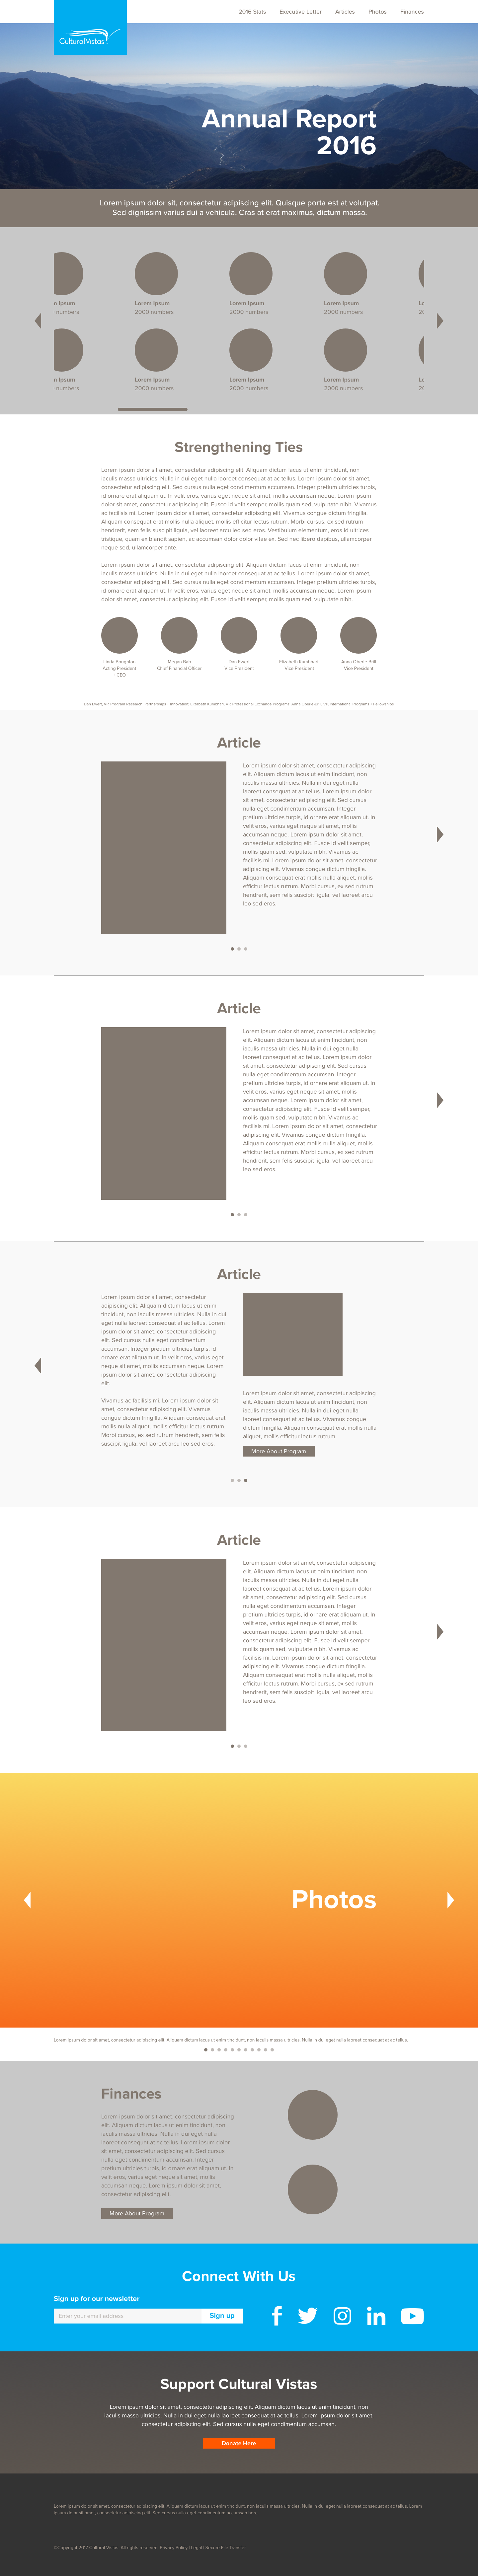 CulturalVistas
2016 Stats Executive Letter Articles Photos Finances
Annual Report
2016
Lorem ipsum dolor sit, consectetur adipiscing elit. Quisque porta est at volutpat.
Sed dignissim varius dui a vehicula. Cras at erat maximus, dictum massa.
n Ipsum Lorem Ipsum Lorem Ipsum Lorem Ipsum Lo
numbers 2000 numbers 2000 numbers 2000 numbers 20
n Ipsum Lorem Ipsum Lorem Ipsum Lorem Ipsum Lo
numbers 2000 numbers 2000 numbers 2000 numbers 20
Strengthening Ties
Lorem ipsum dolor sit amet, consectetur adipiscing elit. Aliquam dictum lacus ut enim tincidunt, non
iaculis massa ultricies. Nulla in dui eget nulla laoreet consequat at ac tellus. Lorem ipsum dolor sit amet,
consectetur adipiscing elit. Sed cursus nulla eget condimentum accumsan. Integer pretium ultricies turpis,
id ornare erat aliquam ut. In velit eros, varius eget neque sit amet, mollis accumsan neque. Lorem ipsum
dolor sit amet, consectetur adipiscing elit. Fusce id velit semper, mollis quam sed, vulputate nibh. Vivamus
ac facilisis mi. Lorem ipsum dolor sit amet, consectetur adipiscing elit. Vivamus congue dictum fringilla.
Aliquam consequat erat mollis nulla aliquet, mollis efficitur lectus rutrum. Morbi cursus, ex sed rutrum
hendrerit, sem felis suscipit ligula, vel laoreet arcu leo sed eros. Vestibulum elementum, eros id ultrices
tristique, quam ex blandit sapien, ac accumsan dolor dolor vitae ex. Sed nec libero dapibus, ullamcorper
neque sed, ullamcorper ante.
Lorem ipsum dolor sit amet, consectetur adipiscing elit. Aliquam dictum lacus ut enim tincidunt, non
iaculis massa ultricies. Nulla in dui eget nulla laoreet consequat at ac tellus. Lorem ipsum dolor sit amet,
consectetur adipiscing elit. Sed cursus nulla eget condimentum accumsan. Integer pretium ultricies turpis,
id ornare erat aliquam ut. In velit eros, varius eget neque sit amet, mollis accumsan neque. Lorem ipsum
dolor sit amet, consectetur adipiscing elit. Fusce id velit semper, mollis quam sed, vulputate nibh.
Linda Boughton Megan Bah Dan Ewert Elizabeth Kuntshari Anna Oberle-Brill
Acting President Chief Financial Officer Vice President Vice President Vice President
+ CEO
Dan Ewert, VP Program Research, Partnerships + Innovation; Elizabeth Kuntshari, VP, Professional Exchange Programs; Anna Oberle-Brill, VP, International Programs + Fellowships
Article
Lorem ipsum dolor sit amet, consectetur adipiscing
elit. Aliquam dictum lacus ut enim tincidunt, non
iaculis massa ultricies. Nulla in dui eget nulla
laoreet consequat at ac tellus. Lorem ipsum dolor
sit amet, consectetur adipiscing elit. Sed cursus
nulla eget condimentum accumsan. Integer
pretium ultricies turpis, id ornare erat aliquam ut. In
velit eros, varius eget neque sit amet, mollis
accumsan neque. Lorem ipsum dolor sit amet,
consectetur adipiscing elit. Fusce id velit semper,
mollis quam sed, vulputate nibh. Vivamus ac
facilisis mi. Lorem ipsum dolor sit amet, consectetur
adipiscing elit. Vivamus congue dictum fringilla.
Aliquam consequat erat mollis nulla aliquet, mollis
efficitur lectus rutrum. Morbi cursus, ex sed rutrum
hendrerit, sem felis suscipit ligula, vel laoreet arcu
leo sed eros.
Article
Lorem ipsum dolor sit amet, consectetur adipiscing
elit. Aliquam dictum lacus ut enim tincidunt, non
iaculis massa ultricies. Nulla in dui eget nulla
laoreet consequat at ac tellus. Lorem ipsum dolor
sit amet, consectetur adipiscing elit. Sed cursus
nulla eget condimentum accumsan. Integer
pretium ultricies turpis, id ornare erat aliquam ut. In
velit eros, varius eget neque sit amet, mollis
accumsan neque. Lorem ipsum dolor sit amet,
consectetur adipiscing elit. Fusce id velit semper,
mollis quam sed, vulputate nibh. Vivamus ac
facilisis mi. Lorem ipsum dolor sit amet, consectetur
adipiscing elit. Vivamus congue dictum fringilla.
Aliquam consequat erat mollis nulla aliquet, mollis
efficitur lectus rutrum. Morbi cursus, ex sed rutrum
hendrerit, sem felis suscipit ligula, vel laoreet arcu
leo sed eros.
Article
Lorem ipsum dolor sit amet, consectetur
adipiscing elit. Aliquam dictum lacus ut enim
tincidunt, non iaculis massa ultricies. Nulla in dui
eget nulla laoreet consequat at ac tellus. Lorem
ipsum dolor sit amet, consectetur adipiscing
elit. Sed cursus nulla eget condimentum
accumsan. Integer pretium ultricies turpis, id
ornare erat aliquam ut. In velit eros, varius eget
neque sit amet, mollis accumsan neque. Lorem
ipsum dolor sit amet, consectetur adipiscing
elit.
Vivamus ac facilisis mi. Lorem ipsum dolor sit
amet, consectetur adipiscing elit. Vivamus
congue dictum fringilla. Aliquam consequat erat
mollis nulla aliquet, mollis efficitur lectus rutrum.
Morbi cursus, ex sed rutrum hendrerit, sem felis
suscipit ligula, vel laoreet arcu leo sed eros.
Lorem ipsum dolor sit amet, consectetur adipiscing
elit. Aliquam dictum lacus ut enim tincidunt, non
iaculis massa ultricies. Nulla in dui eget nulla
laoreet consequat at ac tellus. Vivamus congue
dictum fringilla. Aliquam consequat erat mollis nulla
aliquet, mollis efficitur lectus rutrum.
More About Program
Article
Lorem ipsum dolor sit amet, consectetur adipiscing
elit. Aliquam dictum lacus ut enim tincidunt, non
iaculis massa ultricies. Nulla in dui eget nulla
laoreet consequat at ac tellus. Lorem ipsum dolor
sit amet, consectetur adipiscing elit. Sed cursus
nulla eget condimentum accumsan. Integer
pretium ultricies turpis, id ornare erat aliquam ut. In
velit eros, varius eget neque sit amet, mollis
accumsan neque. Lorem ipsum dolor sit amet,
consectetur adipiscing elit. Fusce id velit semper,
mollis quam sed, vulputate nibh. Vivamus ac
facilisis mi. Lorem ipsum dolor sit amet, consectetur
adipiscing elit. Vivamus congue dictum fringilla.
Aliquam consequat erat mollis nulla aliquet, mollis
efficitur lectus rutrum. Morbi cursus, ex sed rutrum
hendrerit, sem felis suscipit ligula, vel laoreet arcu
leo sed eros.
Photos
Lorem ipsum dolor sit amet, consectetur adipiscing elit. Aliquam dictum lacus ut enim tincidunt, non iaculis massa ultricies. Nulla in dui eget nulla laoreet consequat at ac tellus.
Finances
Lorem ipsum dolor sit amet, consectetur adipiscing
elit. Aliquam dictum lacus ut enim tincidunt, non
iaculis massa ultricies. Nulla in dui eget nulla
laoreet consequat at ac tellus. Lorem ipsum dolor
sit amet, consectetur adipiscing elit. Sed cursus
nulla eget condimentum accumsan. Integer
pretium ultricies turpis, id ornare erat aliquam ut. In
velit eros, varius eget neque sit amet, mollis
accumsan neque. Lorem ipsum dolor sit amet,
consectetur adipiscing elit.
More About Program
Connect With Us
Sign up for our newsletter
Enter your email address Sign up
Support Cultural Vistas
Lorem ipsum dolor sit amet, consectetur adipiscing elit. Aliquam dictum lacus ut enim tincidunt, non
iaculis massa ultricies. Nulla in dui eget nulla laoreet consequat at ac tellus. Lorem ipsum dolor sit amet,
consectetur adipiscing elit. Sed cursus nulla eget condimentum accumsan.
Donate Here
Lorem ipsum dolor sit amet, consectetur adipiscing elit. Aliquam dictum lacus ut enim tincidunt, non iaculis massa ultricies. Nulla in dui eget nulla laoreet consequat at ac tellus. Lorem
ipsum dolor sit amet, consectetur adipiscing elit. Sed cursus nulla eget condimentum accumsan here.
©Copyright 2017 Cultural Vistas. All rights reserved. Privacy Policy | Legal | Secure File Transfer